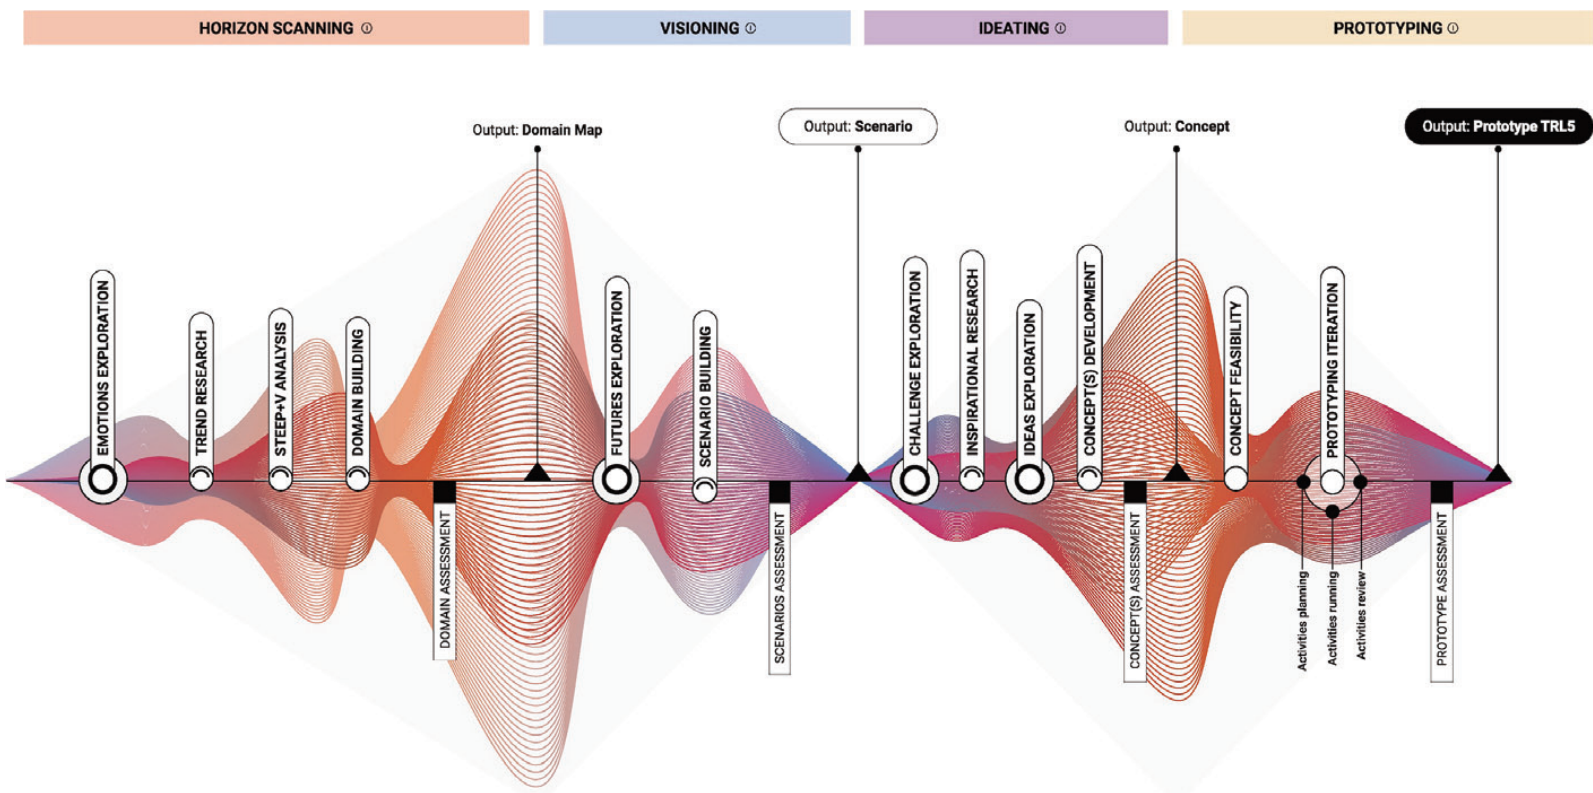 HORIZON SCANNING
VISIONING
IDEATING
PROTOTYPING
Output: Domain Map
Output: Scenario
Output: Concept
Output: Prototype TRL5
EMOTIONS EXPLORATION
TREND RESEARCH
STEEP+V ANALYSIS
DOMAIN BUILDING
DOMAIN ASSESSMENT
FUTURES EXPLORATION
SCENARIO BUILDING
SCENARIOS ASSESSMENT
CHALLENGE EXPLORATION
INSPIRATIONAL RESEARCH
IDEAS EXPLORATION
CONCEPT(S) DEVELOPMENT
CONCEPT(S) ASSESSMENT
CONCEPT FEASIBILITY
PROTOTYPING ITERATION
Activities planning
Activities running
Activities review
PROTOTYPE ASSESSMENT